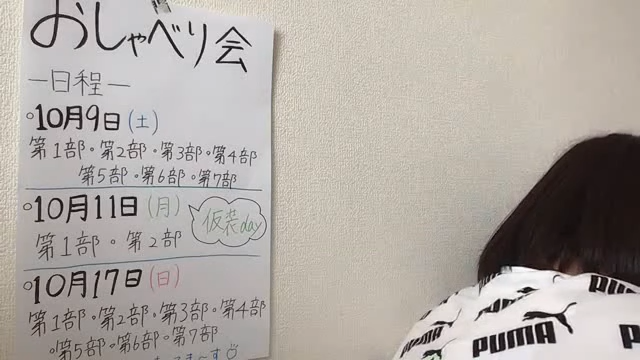 おしゃべり会
ー日程ー
○10月9日(土)
第1部○第2部○第3部○第4部
第5部○第6部○第7部
○10月11日(月)
仮装day
第1部○第2部
○10月17日(日)
第1部○第2部○第3部○第4部
○第5部○第6部○第7部
PUMA
PUMA
PUMA